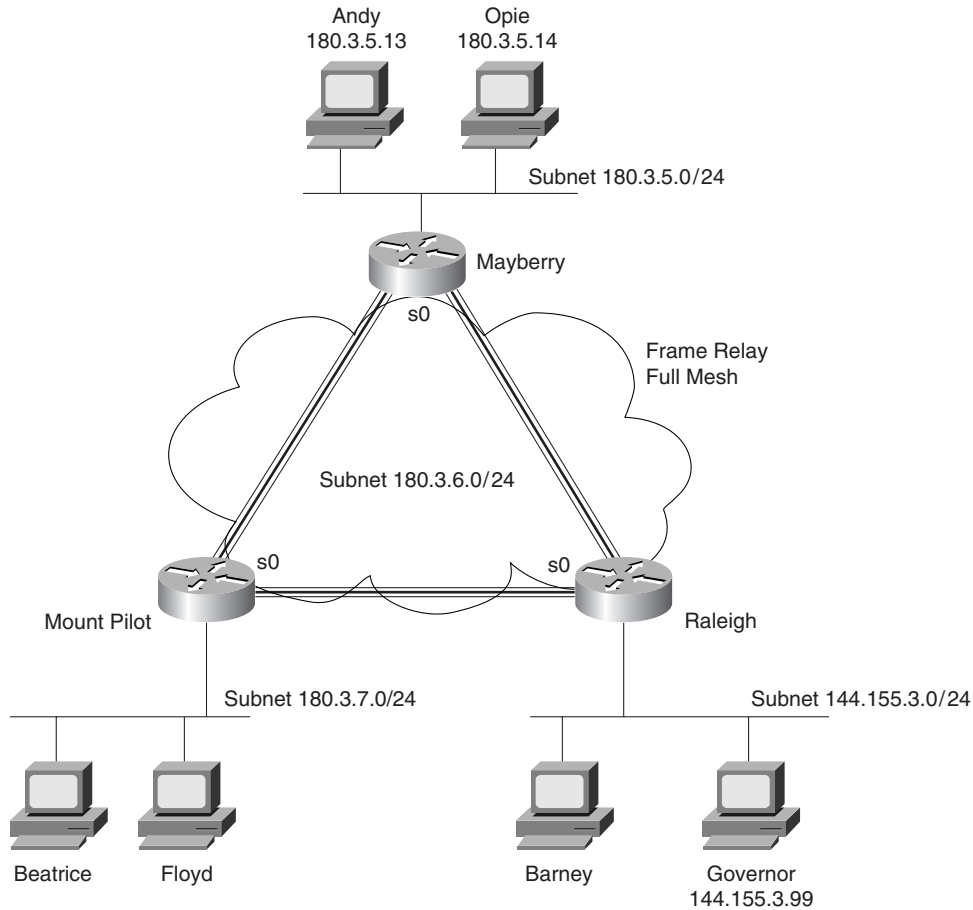 Andy
180.3.5.13
Opie
180.3.5.14
Subnet 180.3.5.0/24
Mayberry
s0
Frame Relay
Full Mesh
Subnet 180.3.6.0/24
s0
s0
Mount Pilot
Raleigh
Subnet 180.3.7.0/24
Subnet 144.155.3.0/24
Beatrice
Floyd
Barney
Governor
144.155.3.99